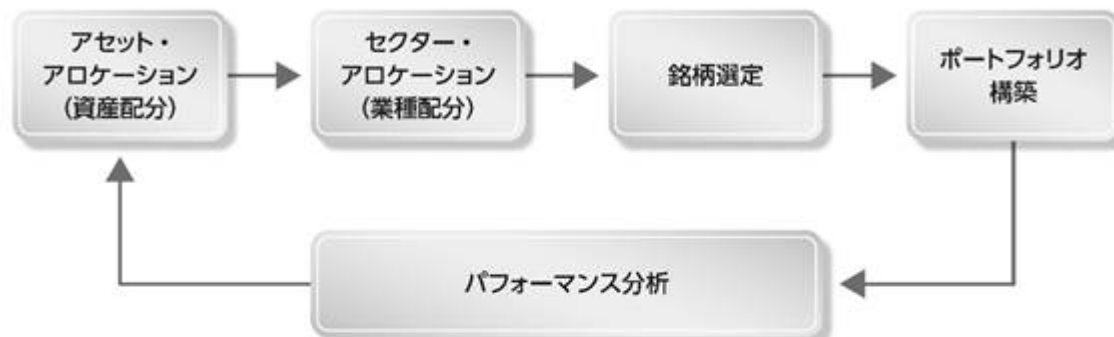 アセット・
アロケーション
(資産配分)
セクター・
アロケーション
(業種配分)
銘柄選定
ポートフォリオ
構築
パフォーマンス分析